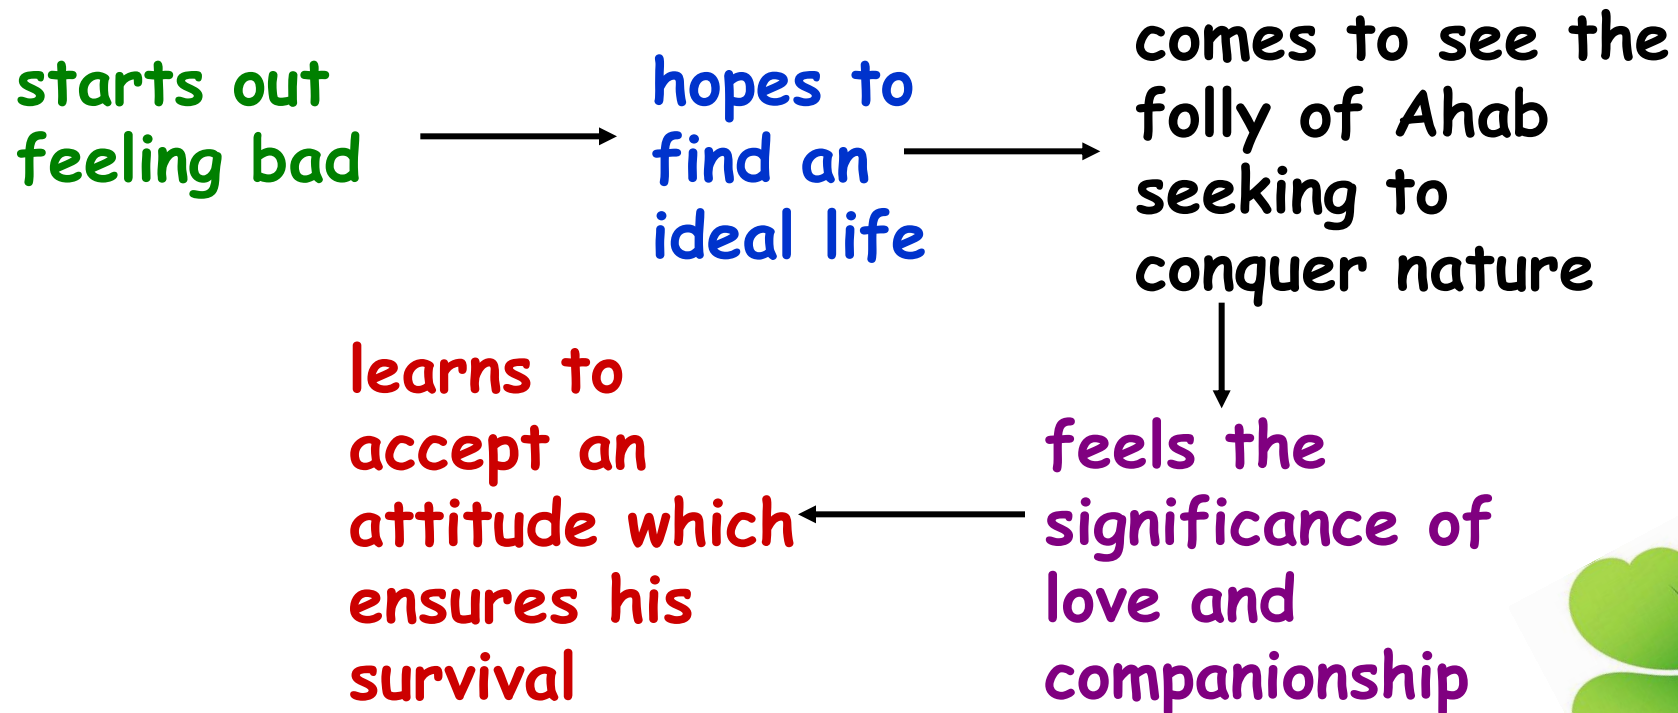 starts out
feeling bad
hopes to
find an
ideal life
comes to see the
folly of Ahab
seeking to
conquer nature
feels the
significance of
love and
companionship
learns to
accept an
attitude which
ensures his
survival